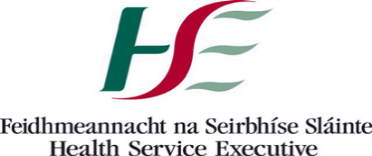 HSE
Feidhmeannacht na Seirbhíse Sláinte
Health Service Executive